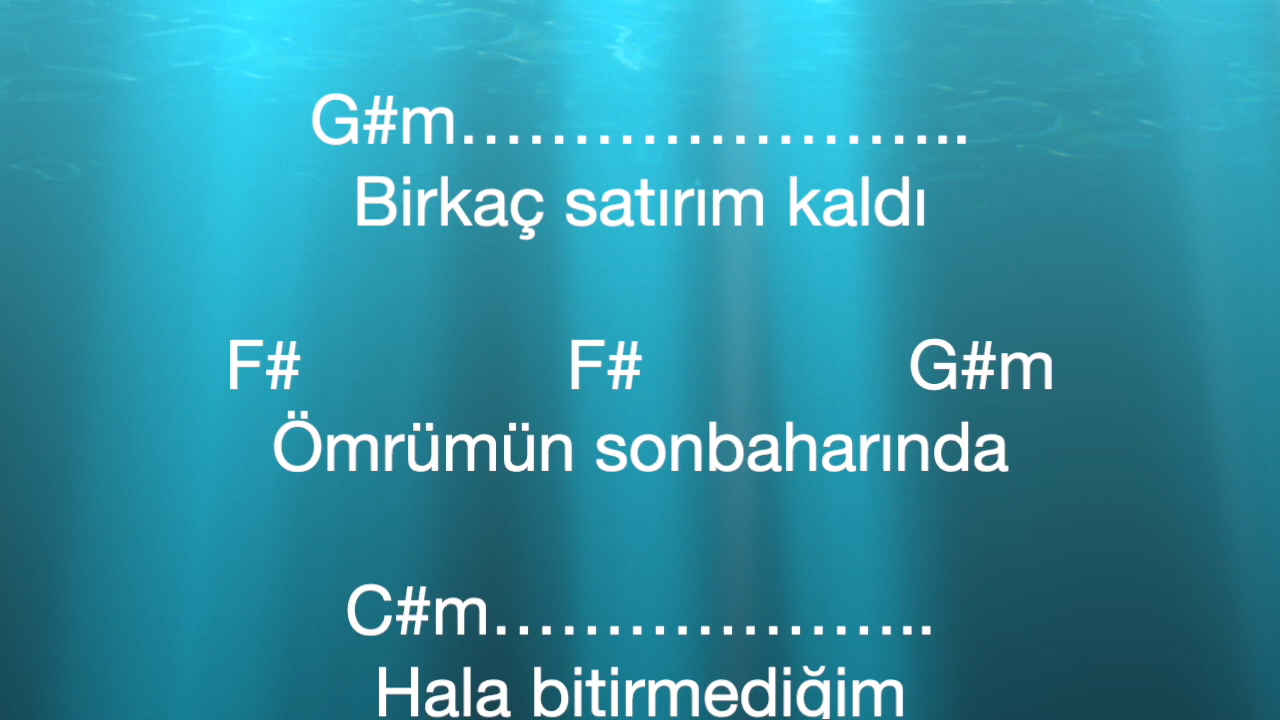 G#m……………………..
Birkaç satırım kaldı
F# F# G#m
Ömrümün sonbaharında
C#m………………..
Hala bitirmediğim